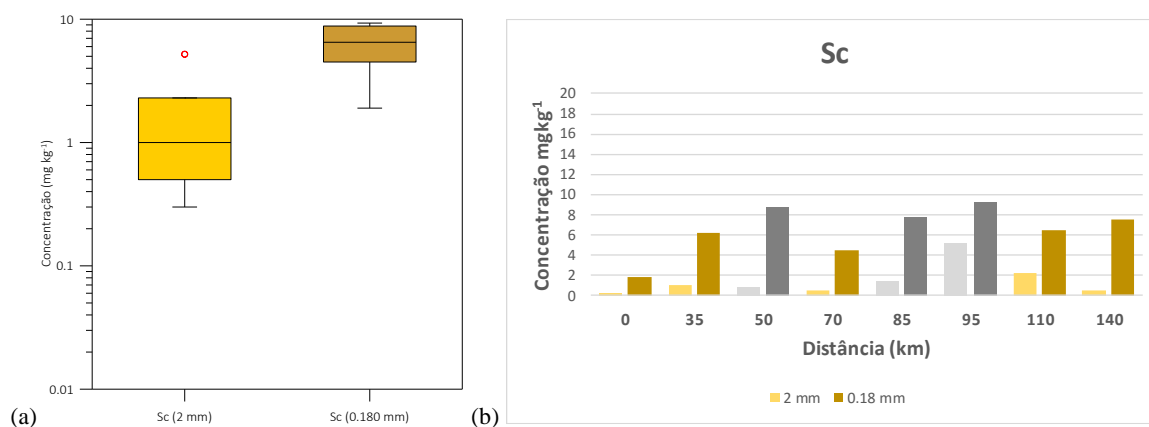 10
1
0.1
0.01
Concentração (mg kg⁻¹)
Sc (2 mm)
Sc (0.180 mm)
(a)
Sc
20
18
16
14
12
10
8
6
4
2
0
Concentração mgkg⁻¹
0 35 50 70 85 95 110 140
Distância (km)
2 mm 0.18 mm
(b)